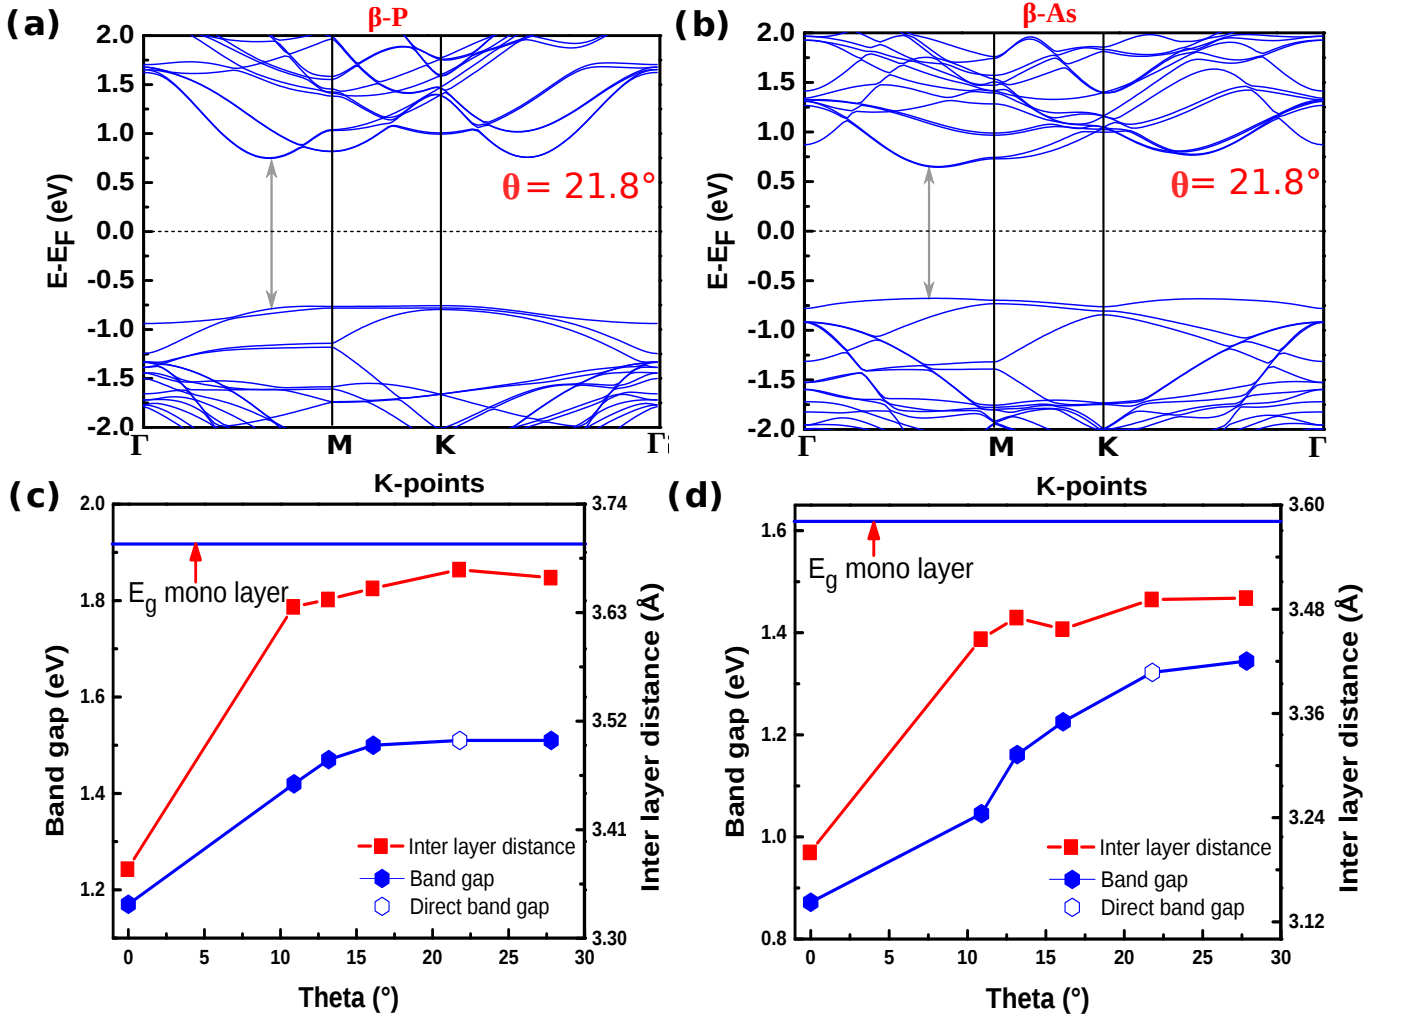 (a)
β-P
2.0
1.5
1.0
0.5
0.0
-0.5
-1.0
-1.5
-2.0
E-EF (eV)
θ = 21.8°
Γ
M
K
Γ
K-points
(b)
β-As
2.0
1.5
1.0
0.5
0.0
-0.5
-1.0
-1.5
-2.0
E-EF (eV)
θ= 21.8°
Γ
M
K
Γ
K-points
(c)
2.0
1.8
1.6
1.4
1.2
Band gap (eV)
3.74
3.63
3.52
3.41
3.30
Inter layer distance (Å)
Eg mono layer
Inter layer distance
Band gap
Direct band gap
0 5 10 15 20 25 30
Theta (°)
(d)
1.6
1.4
1.2
1.0
0.8
Band gap (eV)
3.60
3.48
3.36
3.24
3.12
Inter layer distance (Å)
Eg mono layer
Inter layer distance
Band gap
Direct band gap
0 5 10 15 20 25 30
Theta (°)